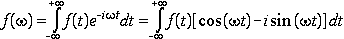 f(ω) = ∫_{-∞}^{+∞} f(t)e^{-iωt}dt = ∫_{-∞}^{+∞} f(t)[cos(ωt) - i sin(ωt)]dt